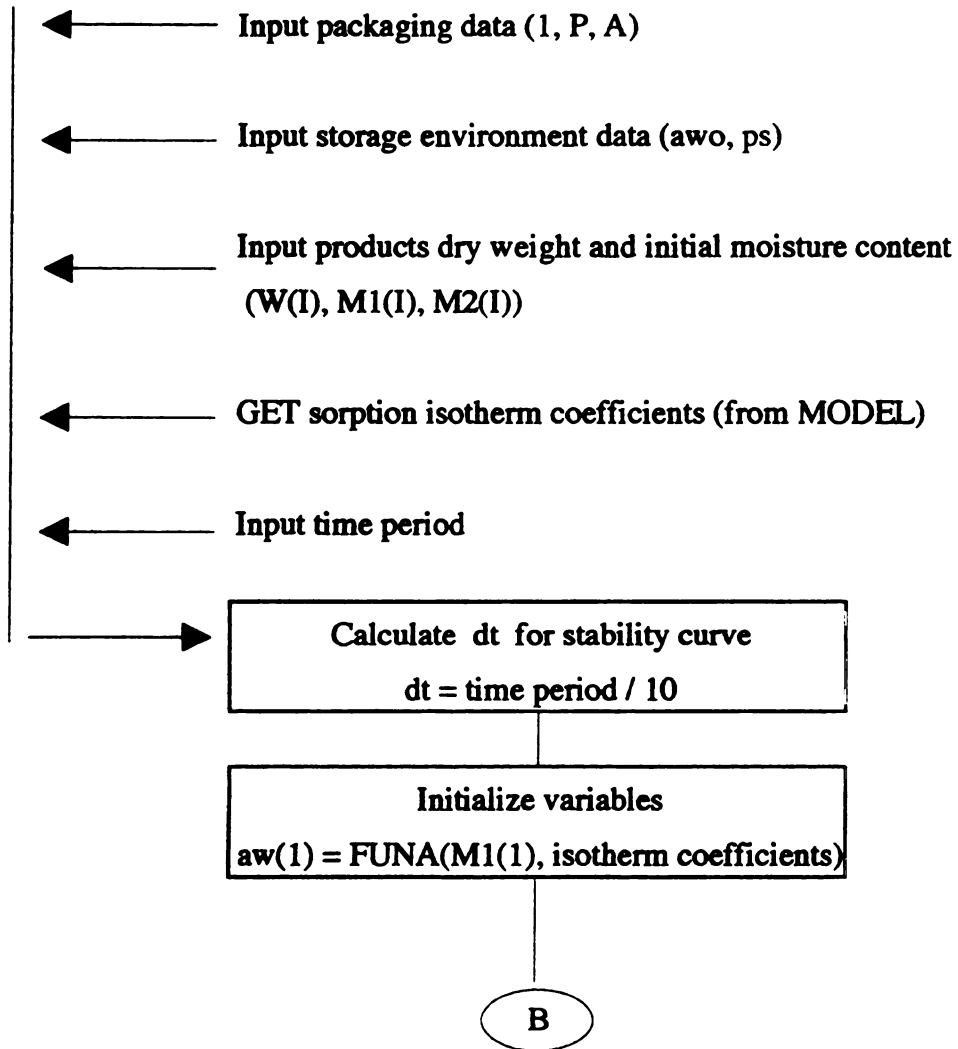 Input packaging data (1, P, A)
Input storage environment data (awo, ps)
Input products dry weight and initial moisture content
(W(I), M1(I), M2(I))
GET sorption isotherm coefficients (from MODEL)
Input time period
Calculate dt for stability curve
dt = time period / 10
Initialize variables
aw(1) = FUNA(M1(1), isotherm coefficients)
B